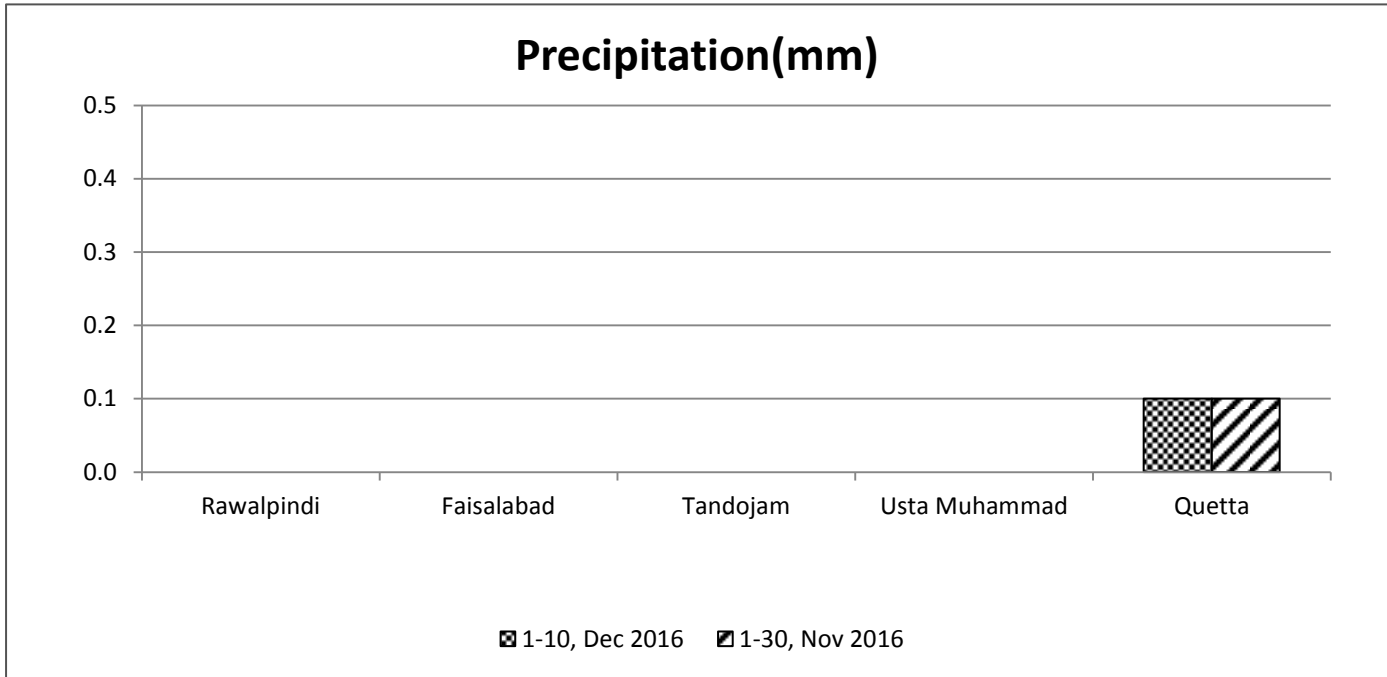 Precipitation(mm)
0.5
0.4
0.3
0.2
0.1
0.0
Rawalpindi Faisalabad Tandojam Usta Muhammad Quetta
1-10, Dec 2016 1-30, Nov 2016